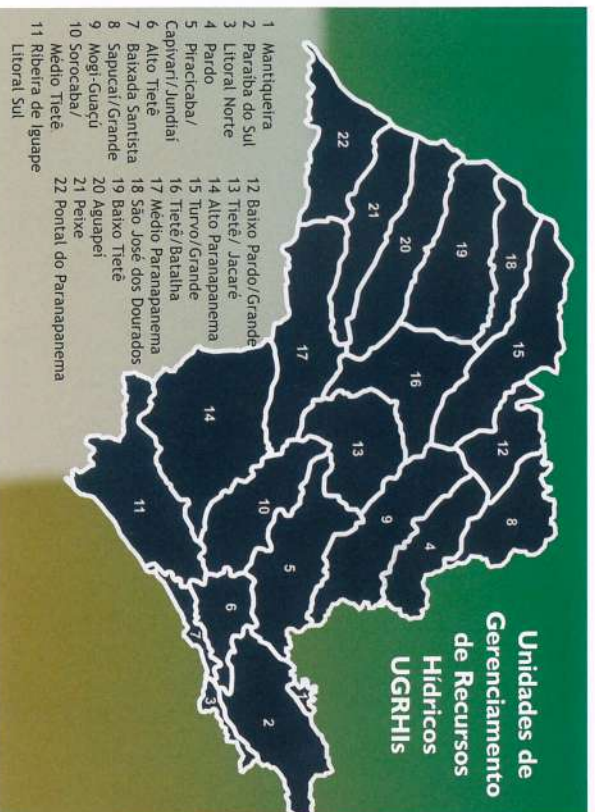 Unidades de
Gerenciamento
de Recursos
Hídricos
UGRHIs
1 Mantiqueira
2 Paraíba do Sul
3 Litoral Norte
4 Pardo
5 Piracicaba/
Capivari/Jundiaí
6 Alto Tietê
7 Baixada Santista
8 Sapucaí/Grande
9 Mogi-Guaçú
10 Sorocaba/
Médio Tietê
11 Ribeira de Iguape
Litoral Sul
12 Baixo Pardo/Grande
13 Tietê/ Jacaré
14 Alto Paranapanema
15 Turvo/Grande
16 Tietê/Batalha
17 Médio Paranapanema
18 São José dos Dourados
19 Baixo Tietê
20 Aguapeí
21 Peixe
22 Pontal do Paranapanema
22
21
20
19
18
15
17
16
12
8
14
13
9
4
10
5
11
6
7
3
2
1